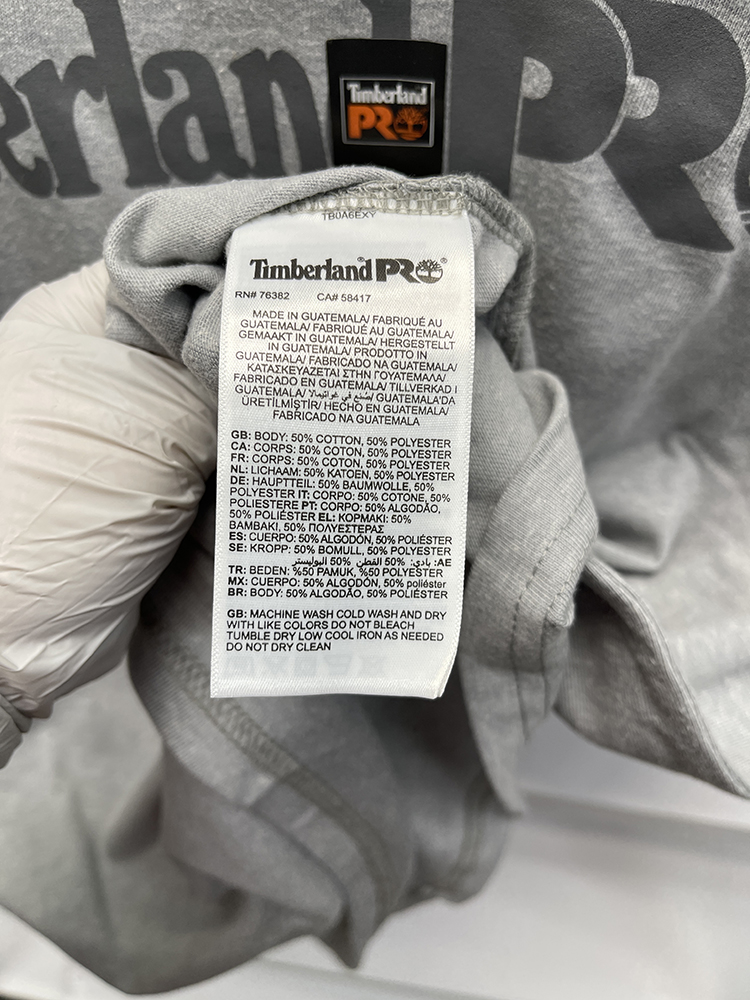 erland PR
Timberland
PRO
TB0A6EXY
Timberland PRO
RN# 76382 CA# 58417
MADE IN GUATEMALA/ FABRIQUÉ AU
GUATEMALA/ FABRIQUÉ AU GUATEMALA/
GEMAAKT IN GUATEMALA/ HERGESTELLT
IN GUATEMALA/ PRODOTTO IN
GUATEMALA/ FABRICADO NA GUATEMALA/
ΚΑΤΑΣΚΕΥΑΖΕΤΑΙ ΣΤΗΝ ΓΟΥΑΤΕΜΑΛΑ/
FABRICADO EN GUATEMALA/ TILLVERKAD I
GUATEMALA/ صُنع في غواتيمالا/ GUATEMALA'DA
ÜRETİLMİŞTİR/ HECHO EN GUATEMALA/
FABRICADO NA GUATEMALA
GB: BODY: 50% COTTON, 50% POLYESTER
CA: CORPS: 50% COTON, 50% POLYESTER
FR: CORPS: 50% COTON, 50% POLYESTER
NL: LICHAAM: 50% KATOEN, 50% POLYESTER
DE: HAUPTTEIL: 50% BAUMWOLLE, 50%
POLYESTER IT: CORPO: 50% COTONE, 50%
POLIESTERE PT: CORPO: 50% ALGODÃO,
50% POLIÉSTER EL: ΚΟΡΜΑΚΙ: 50%
ΒΑΜΒΑΚΙ, 50% ΠΟΛΥΕΣΤΕΡΑΣ
ES: CUERPO: 50% ALGODÓN, 50% POLIÉSTER
SE: KROPP: 50% BOMULL, 50% POLYESTER
AE: بادي: 50% القطن, 50% البوليستر
TR: BEDEN: %50 PAMUK, %50 POLYESTER
MX: CUERPO: 50% ALGODÓN, 50% poliéster
BR: BODY: 50% ALGODÃO, 50% POLIÉSTER
GB: MACHINE WASH COLD WASH AND DRY
WITH LIKE COLORS DO NOT BLEACH
TUMBLE DRY LOW COOL IRON AS NEEDED
DO NOT DRY CLEAN